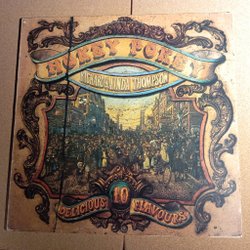 HOKEY POKEY
RICHARD & LINDA THOMPSON
DELICIOUS 10 FLAVOURS